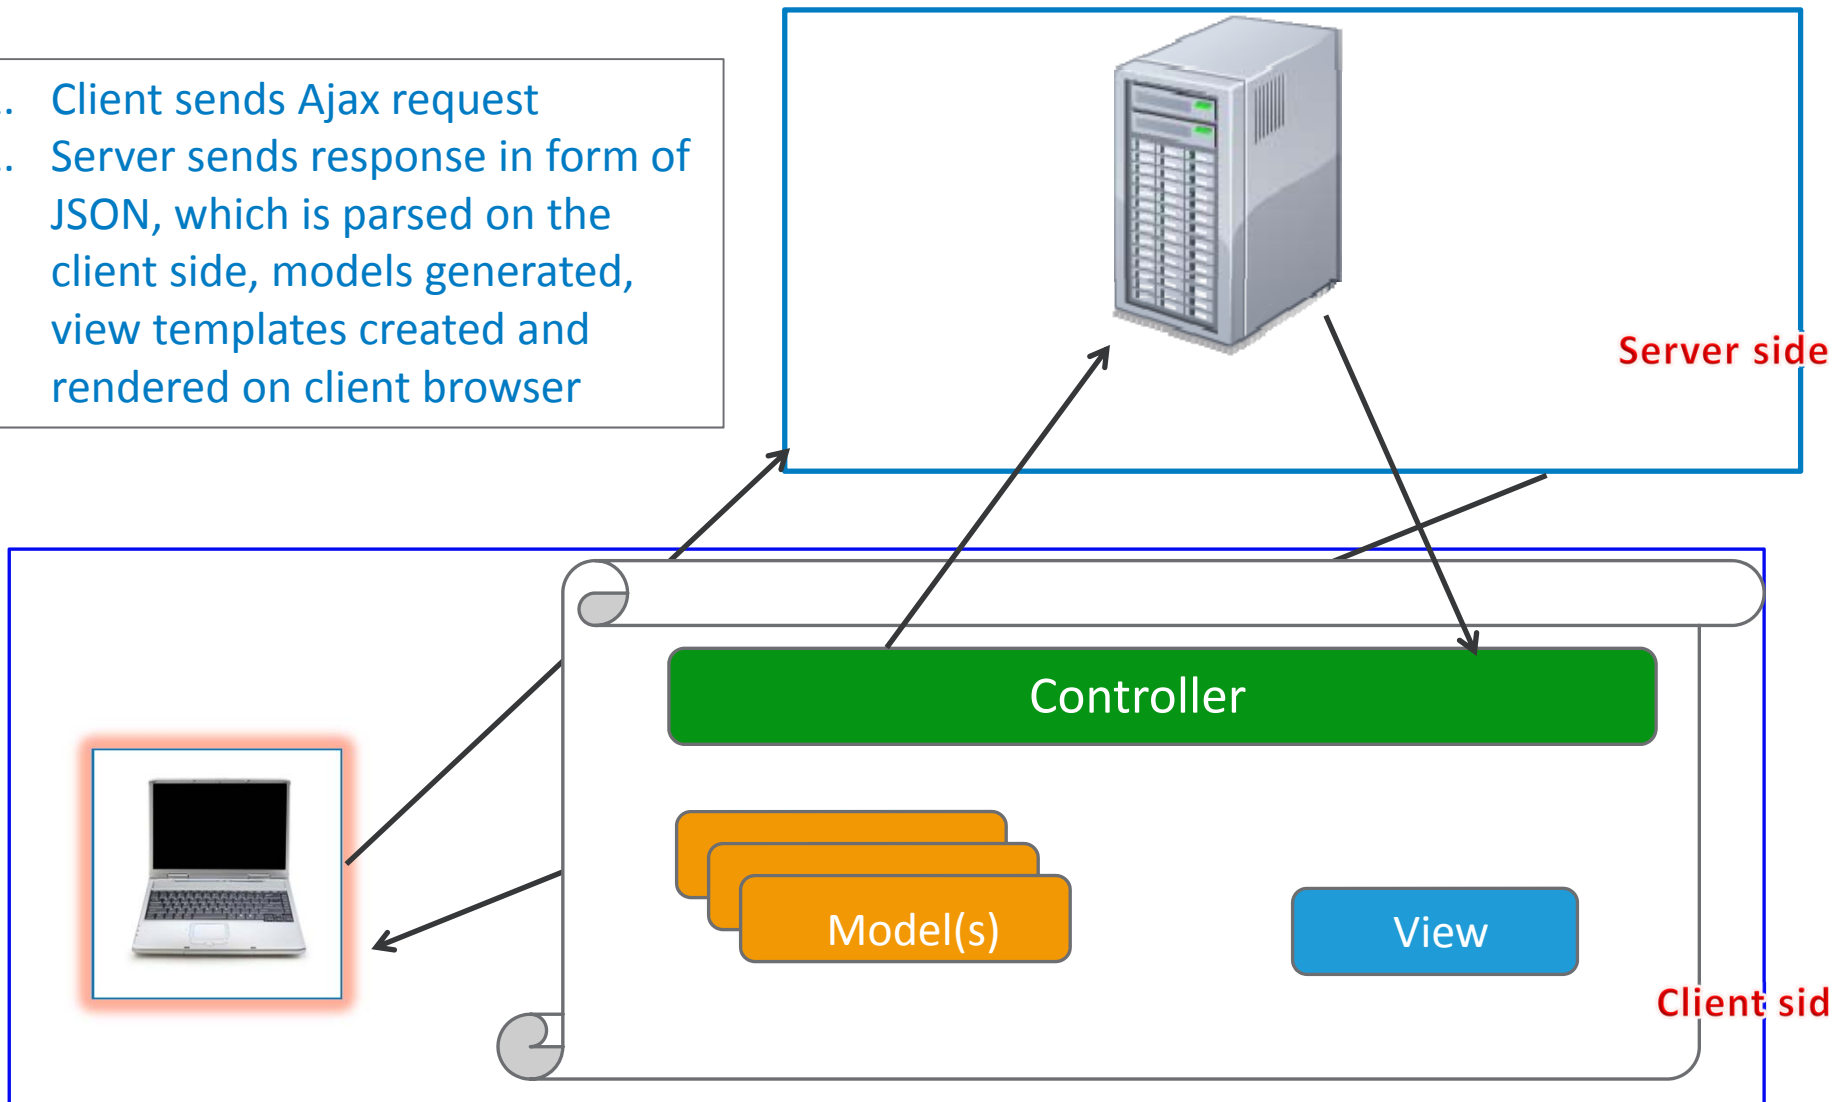 . Client sends Ajax request
. Server sends response in form of
JSON, which is parsed on the
client side, models generated,
view templates created and
rendered on client browser
Server side
Controller
Model(s)
View
Client sid